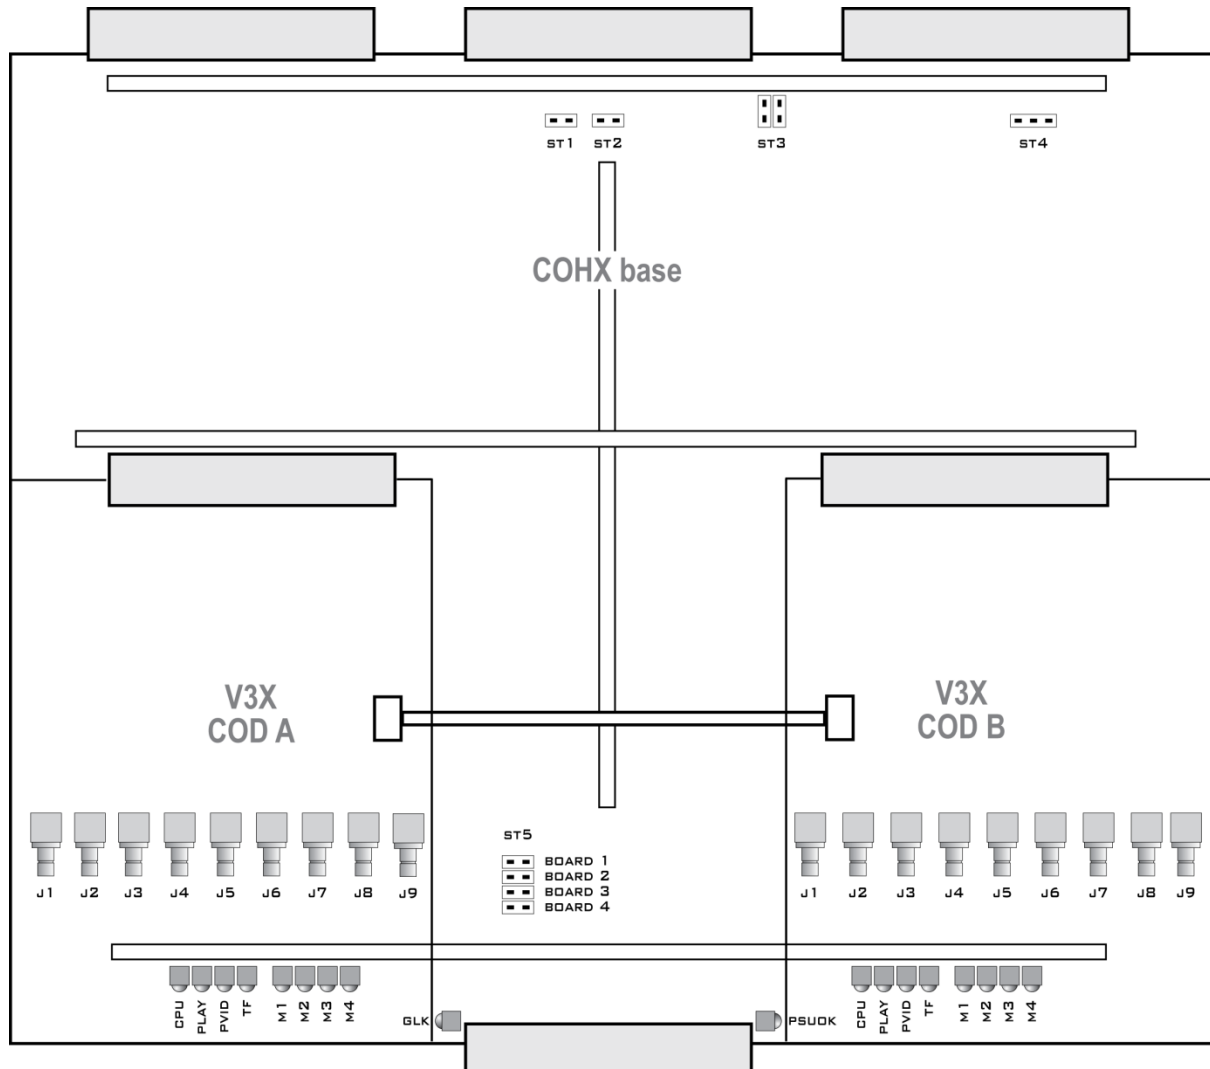 ST1 ST2 ST3 ST4
COHX base
V3X
COD A
V3X
COD B
ST5
BOARD 1
BOARD 2
BOARD 3
BOARD 4
J1 J2 J3 J4 J5 J6 J7 J8 J9
J1 J2 J3 J4 J5 J6 J7 J8 J9
CPU PLAY PVID TF M1 M2 M3 M4
GLK
PSUOK
CPU PLAY PVID TF M1 M2 M3 M4